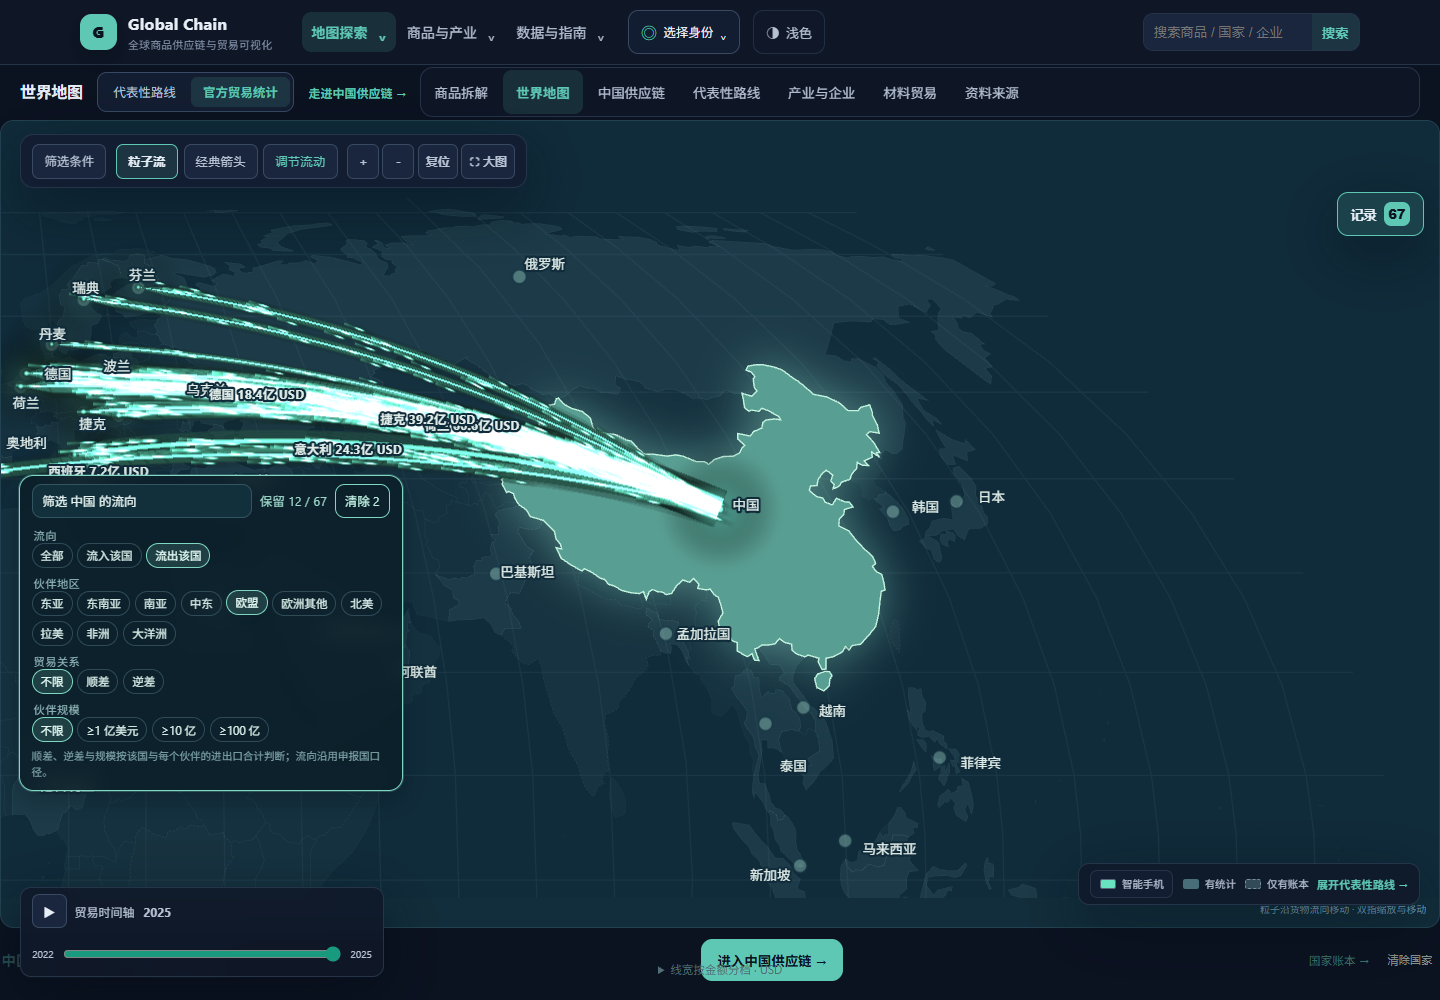 G
Global Chain
全球商品供应链与贸易可视化
地图探索
商品与产业
数据与指南
选择身份
浅色
搜索商品 / 国家 / 企业
搜索
世界地图
代表性路线
官方贸易统计
走进中国供应链 →
商品拆解
世界地图
中国供应链
代表性路线
产业与企业
材料贸易
资料来源
筛选条件
粒子流
经典箭头
调节流动
+
-
复位
大图
记录 67
俄罗斯
芬兰
瑞典
丹麦
波兰
德国
德国 18.4亿 USD
荷兰
捷克 39.2亿 USD
捷克
奥地利
意大利 24.3亿 USD
西班牙 7.2亿 USD
中国
韩国
日本
巴基斯坦
孟加拉国
阿联酋
越南
泰国
菲律宾
马来西亚
新加坡
筛选 中国 的流向
保留 12 / 67
清除 2
流向
全部
流入该国
流出该国
伙伴地区
东亚
东南亚
南亚
中东
欧盟
欧洲其他
北美
拉美
非洲
大洋洲
贸易关系
不限
顺差
逆差
伙伴规模
不限
≥1 亿美元
≥10 亿
≥100 亿
顺差、逆差与规模按该国与每个伙伴的进出口合计判断；流向沿用申报国口
径。
智能手机
有统计
仅有账本
展开代表性路线 →
粒子沿货物流向移动 · 双指缩放与移动
▶
贸易时间轴 2025
2022
2025
进入中国供应链 →
▶ 线宽按金额分档 · USD
国家账本 →
清除国家